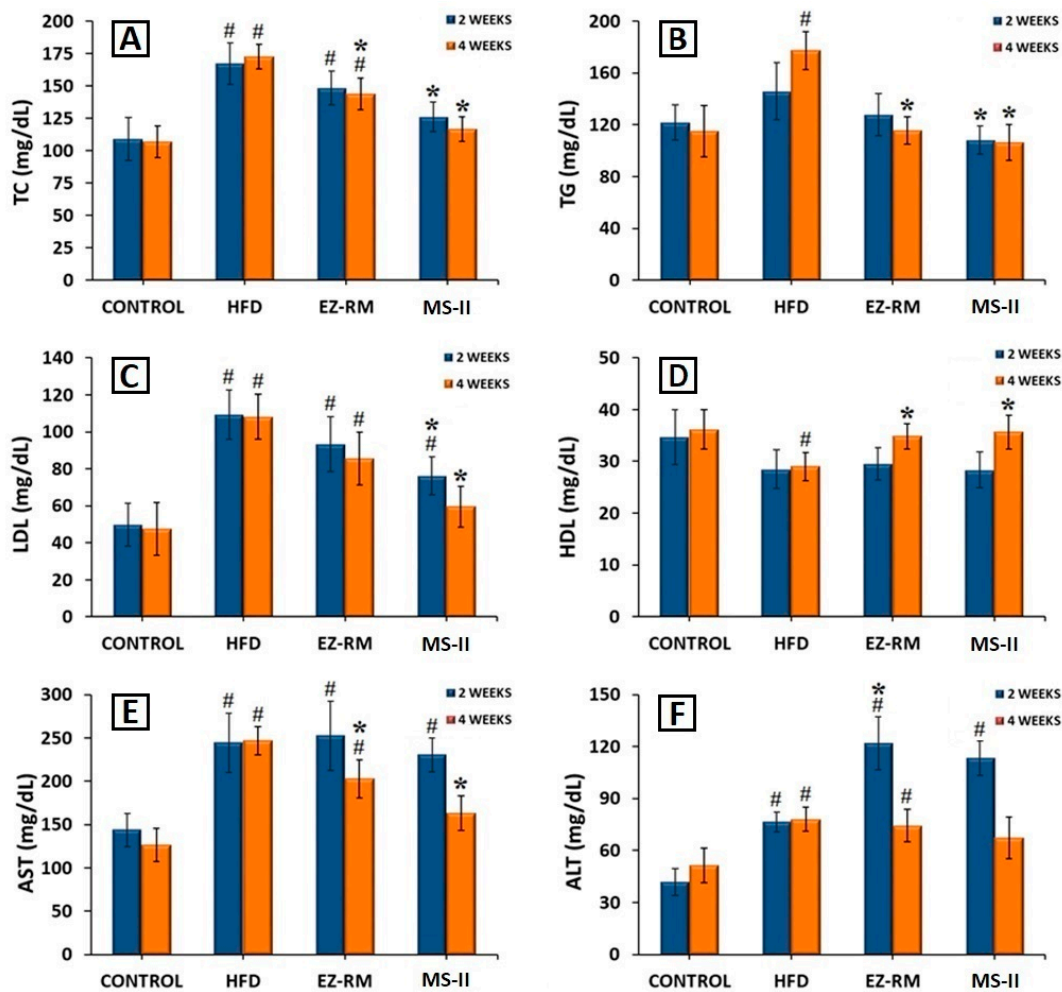 A
2 WEEKS
4 WEEKS
TC (mg/dL)
200
175
150
125
100
75
50
25
0
# # # * # * *
CONTROL HFD EZ-RM MS-II
B
2 WEEKS
4 WEEKS
TG (mg/dL)
200
160
120
80
40
0
# * * *
CONTROL HFD EZ-RM MS-II
C
2 WEEKS
4 WEEKS
LDL (mg/dL)
140
120
100
80
60
40
20
0
# # # # * # *
CONTROL HFD EZ-RM MS-II
D
2 WEEKS
4 WEEKS
HDL (mg/dL)
50
40
30
20
10
0
# * *
CONTROL HFD EZ-RM MS-II
E
2 WEEKS
4 WEEKS
AST (mg/dL)
300
250
200
150
100
50
0
# # # * # # *
CONTROL HFD EZ-RM MS-II
F
2 WEEKS
4 WEEKS
ALT (mg/dL)
150
120
90
60
30
0
# # * # # #
CONTROL HFD EZ-RM MS-II